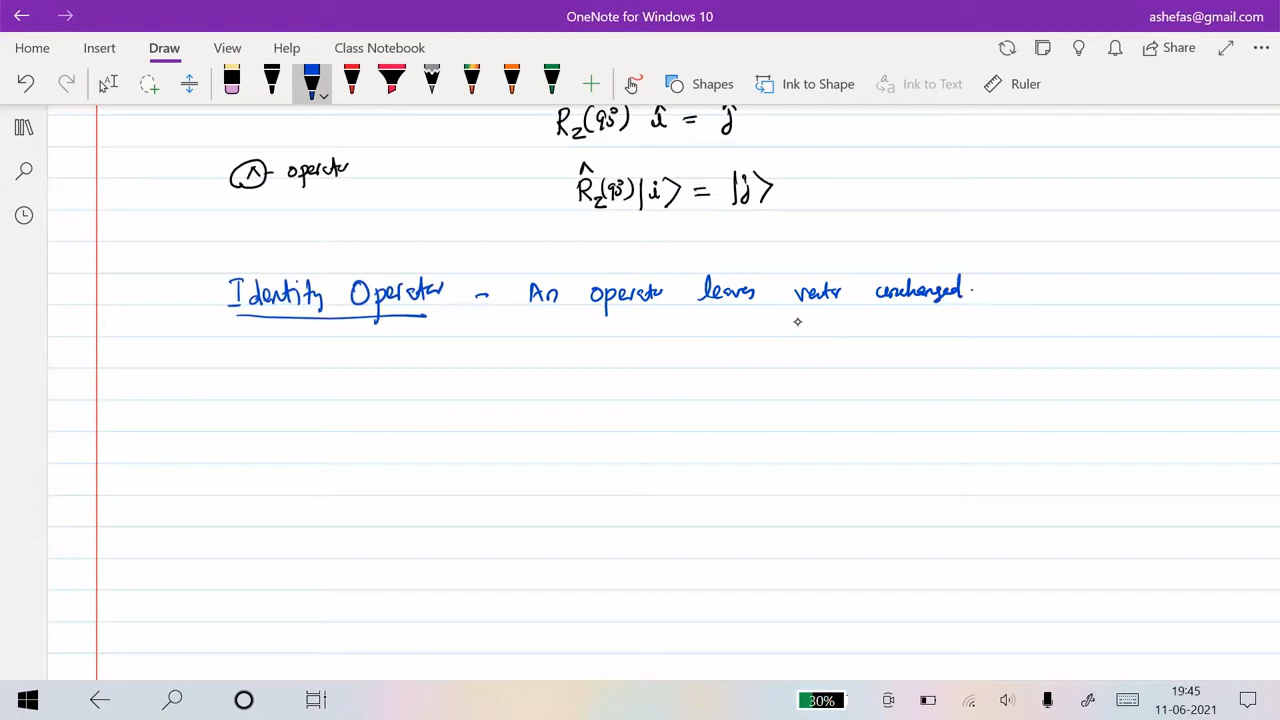 OneNote for Windows 10
ashefas@gmail.com
Home Insert Draw View Help Class Notebook Share
Shapes Ink to Shape Ink to Text Ruler
R_z(90°) î = ĵ
^ - operator
R̂_z(90°)|i⟩ = |j⟩
Identity Operator - An operator leaves vector unchanged.
30%
19:45
11-06-2021